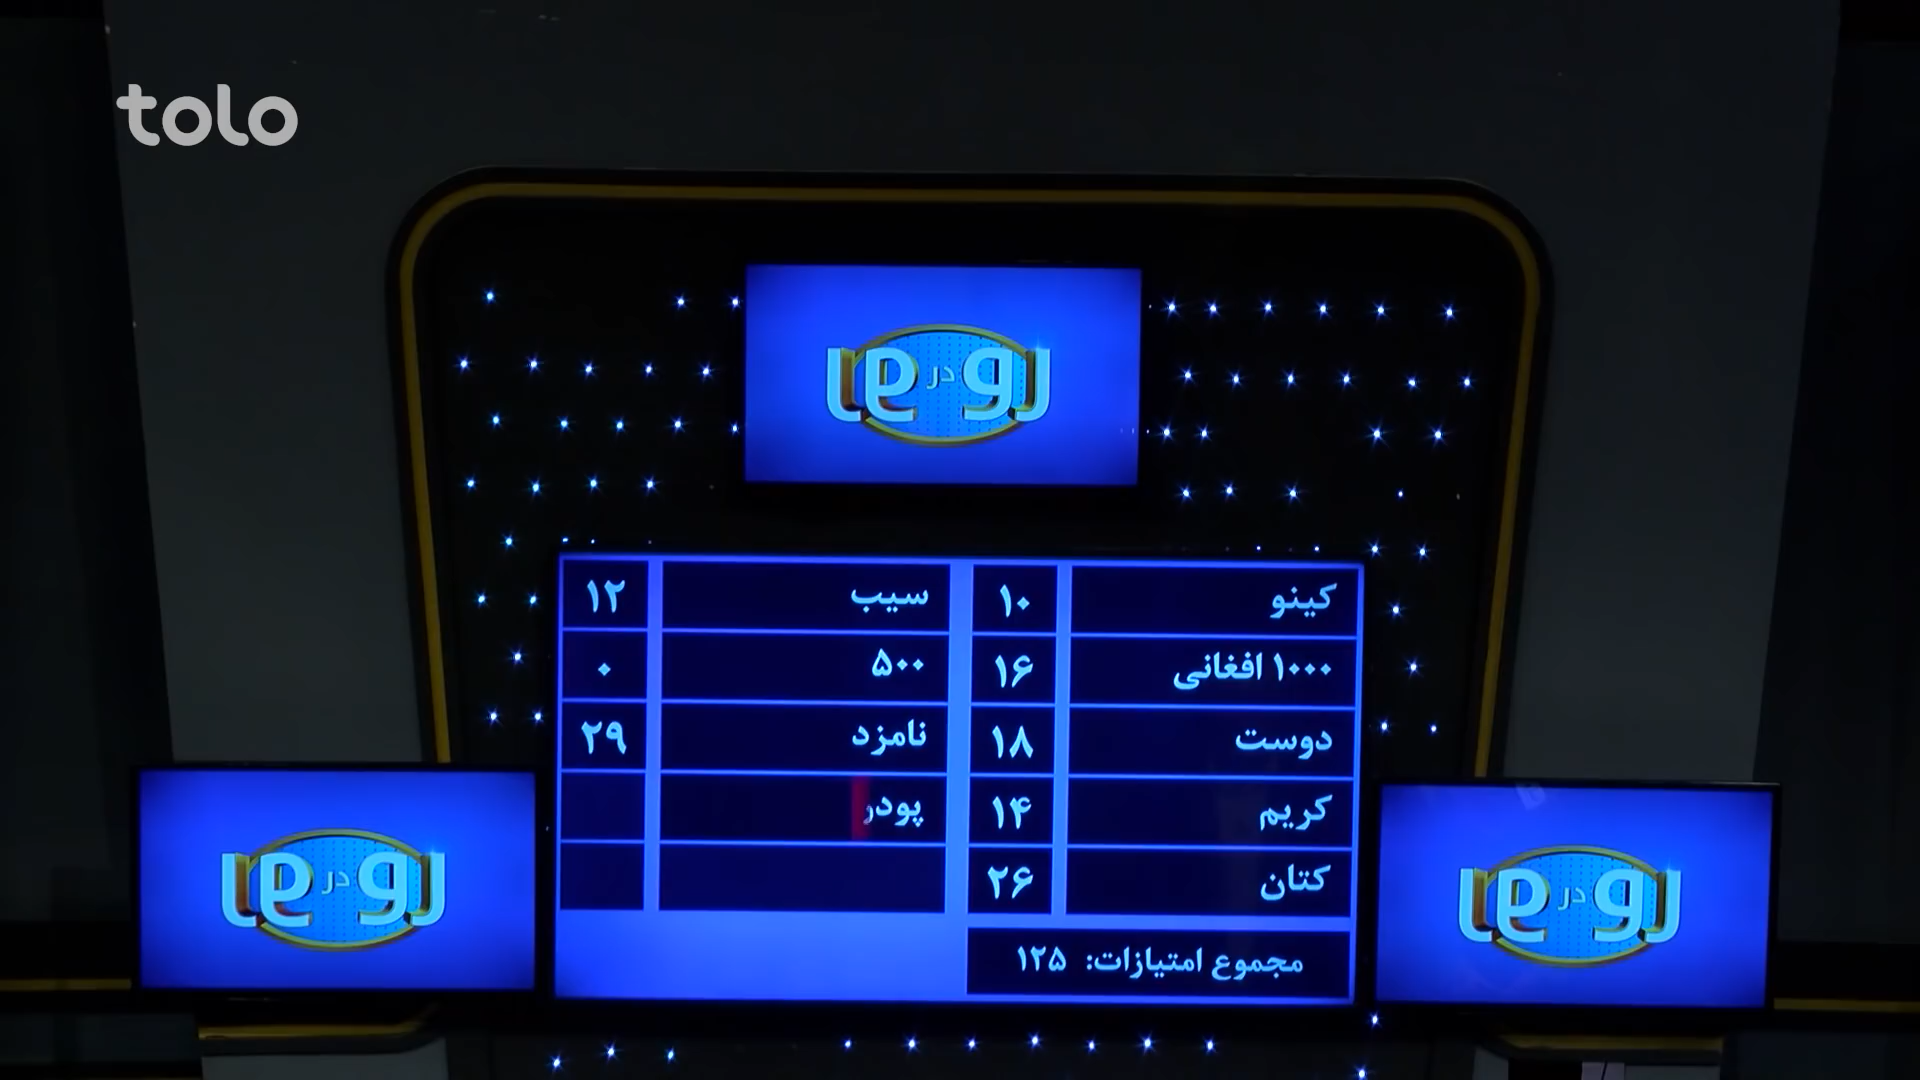 tolo
رو در رو
کینو ۱۰ سیب ۱۲
۱۰۰۰ افغانی ۱۶ ۵۰۰ ۰
دوست ۱۸ نامزد ۲۹
کریم ۱۴ پودر
کتان ۲۶
مجموع امتیازات: ۱۲۵
رو در رو
رو در رو